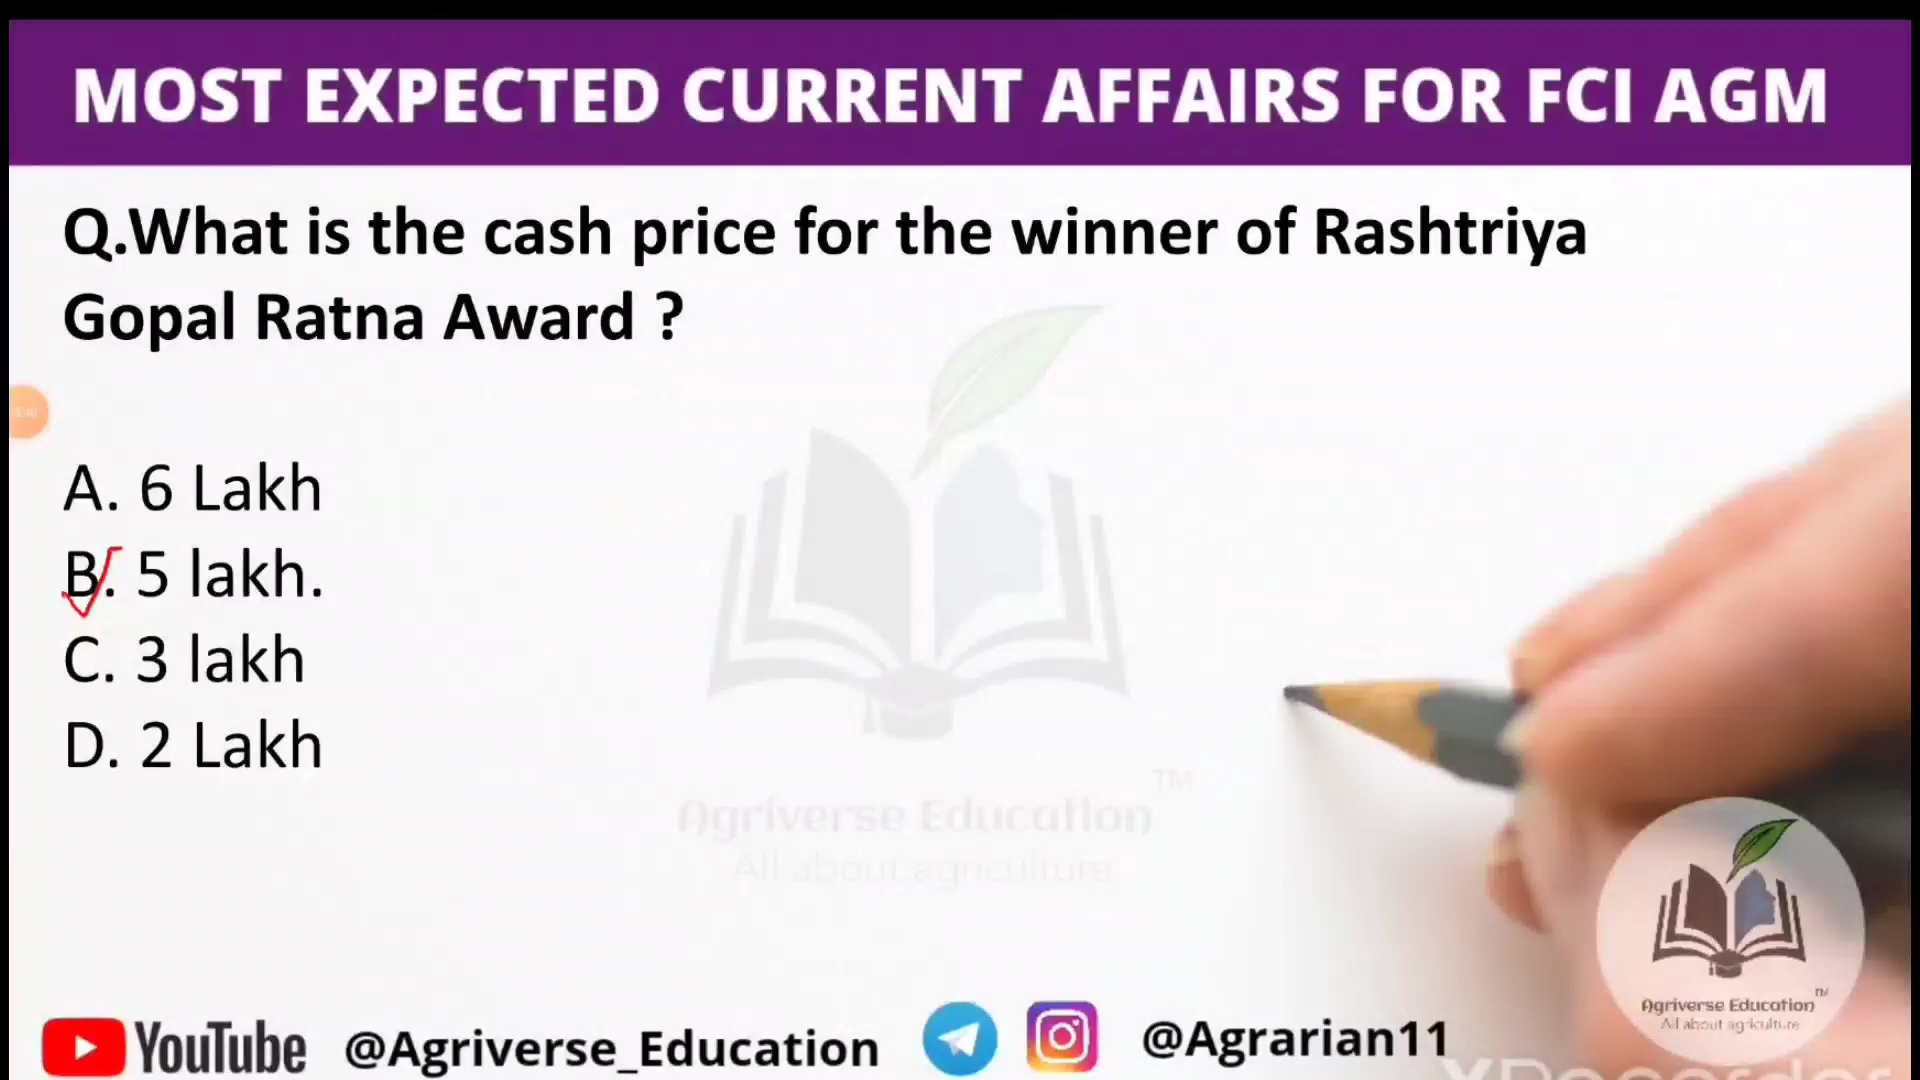 MOST EXPECTED CURRENT AFFAIRS FOR FCI AGM
Q.What is the cash price for the winner of Rashtriya
Gopal Ratna Award ?
A. 6 Lakh
B. 5 lakh.
C. 3 lakh
D. 2 Lakh
Agriverse Education TM
All about agriculture
Agriverse Education TM
All about agriculture
YouTube @Agriverse_Education @Agrarian11